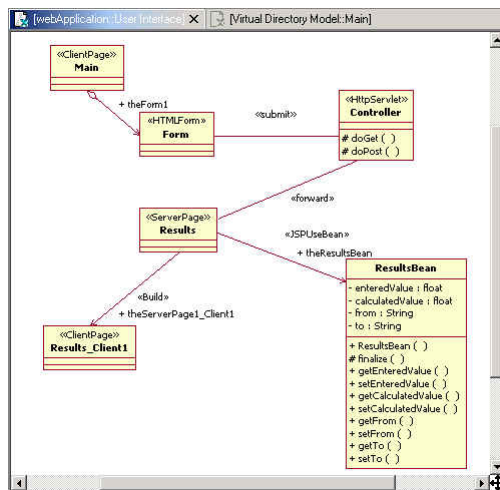 [webApplication::User Interface]
[Virtual Directory Model::Main]
«ClientPage»
Main
+ theForm1
«HTMLForm»
Form
«submit»
«HttpServlet»
Controller
# doGet ( )
# doPost ( )
«forward»
«ServerPage»
Results
«JSPUseBean»
+ theResultsBean
«Build»
+ theServerPage1_Client1
«ClientPage»
Results_Client1
ResultsBean
- enteredValue : float
- calculatedValue : float
- from : String
- to : String
+ ResultsBean ( )
# finalize ( )
+ getEnteredValue ( )
+ setEnteredValue ( )
+ getCalculatedValue ( )
+ setCalculatedValue ( )
+ getFrom ( )
+ setFrom ( )
+ getTo ( )
+ setTo ( )